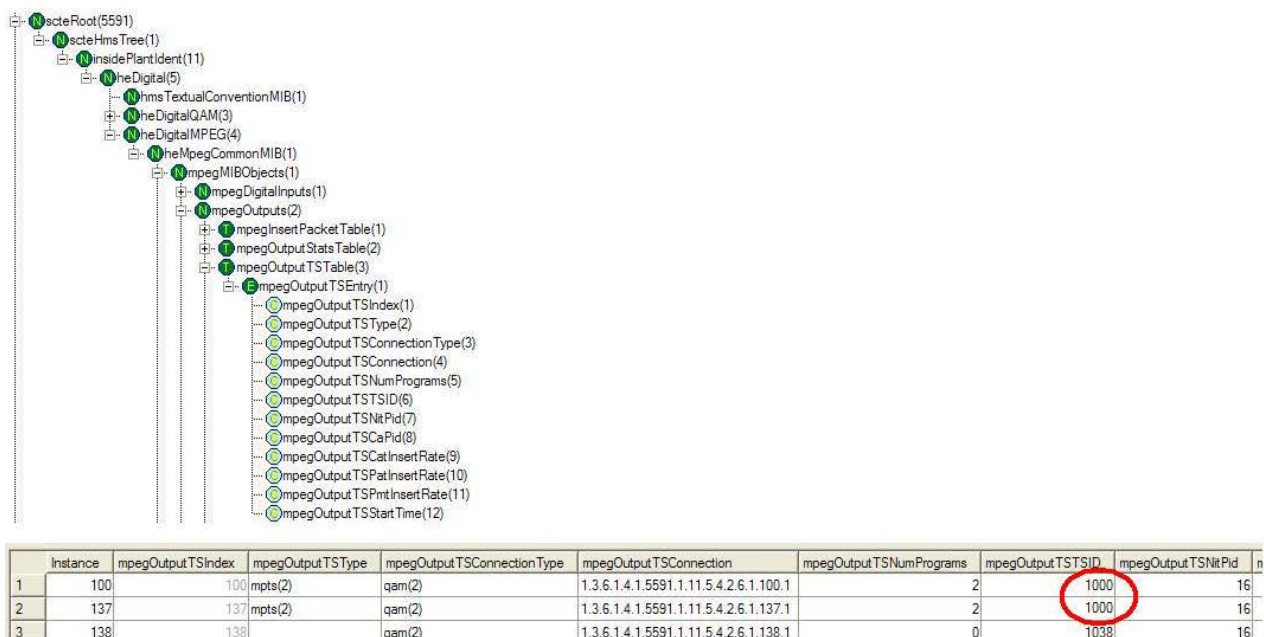 scteRoot(5591)
scteHmsTree(1)
insidePlantIdent(11)
heDigital(5)
hmsTextualConventionMIB(1)
heDigitalQAM(3)
heDigitalMPEG(4)
heMpegCommonMIB(1)
mpegMIBObjects(1)
mpegDigitalInputs(1)
mpegOutputs(2)
mpegInsertPacketTable(1)
mpegOutputStatsTable(2)
mpegOutputTSTable(3)
mpegOutputTSEntry(1)
mpegOutputTSIndex(1)
mpegOutputTSType(2)
mpegOutputTSConnectionType(3)
mpegOutputTSConnection(4)
mpegOutputTSNumPrograms(5)
mpegOutputTSTSID(6)
mpegOutputTSNitPid(7)
mpegOutputTSCaPid(8)
mpegOutputTSCatInsertRate(9)
mpegOutputTSPatInsertRate(10)
mpegOutputTSPmtInsertRate(11)
mpegOutputTSStartTime(12)
Instance mpegOutputTSIndex mpegOutputTSType mpegOutputTSConnectionType mpegOutputTSConnection mpegOutputTSNumPrograms mpegOutputTSTSID mpegOutputTSNitPid
1 100 100 mpts(2) qam(2) 1.3.6.1.4.1.5591.1.11.5.4.2.6.1.100.1 2 1000 16
2 137 137 mpts(2) qam(2) 1.3.6.1.4.1.5591.1.11.5.4.2.6.1.137.1 2 1000 16
3 138 138 qam(2) 1.3.6.1.4.1.5591.1.11.5.4.2.6.1.138.1 0 1038 16